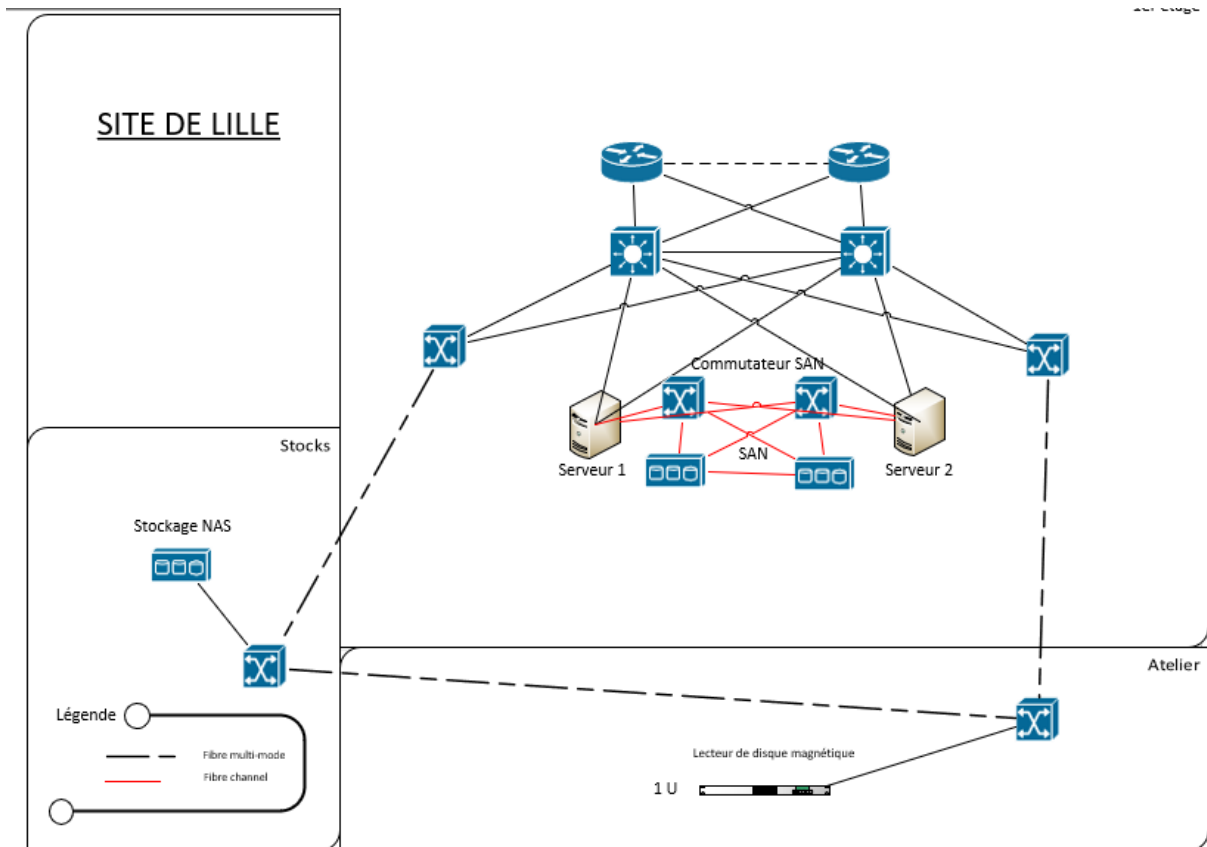 SITE DE LILLE
Commutateur SAN
Stocks
SAN
Serveur 1
Serveur 2
Stockage NAS
Atelier
Légende
Fibre multi-mode
Fibre channel
Lecteur de disque magnétique
1 U